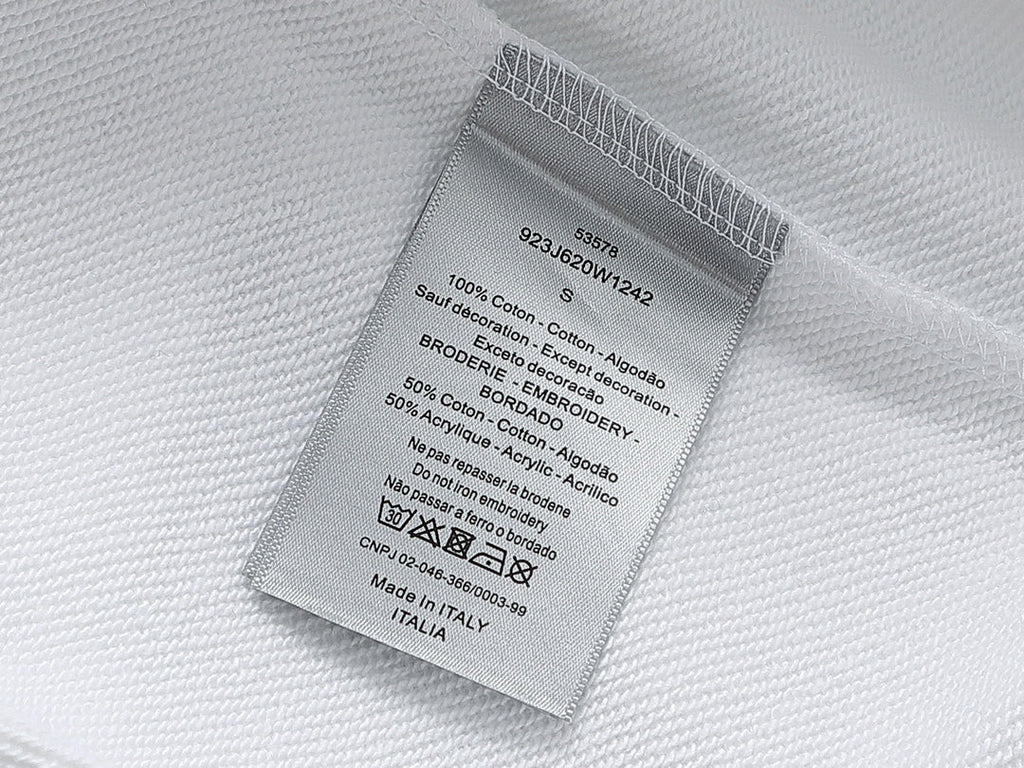 53578
923J620W1242
S
100% Coton - Cotton - Algodão
Sauf décoration - Except decoration -
Exceto decoracão
BRODERIE - EMBROIDERY -
BORDADO
50% Coton - Cotton - Algodão
50% Acrylique - Acrylic - Acrílico
Ne pas repasser la brodene
Do not iron embroidery
Não passar a ferro o bordado
30
CNPJ 02-046-366/0003-99
Made In ITALY
ITALIA